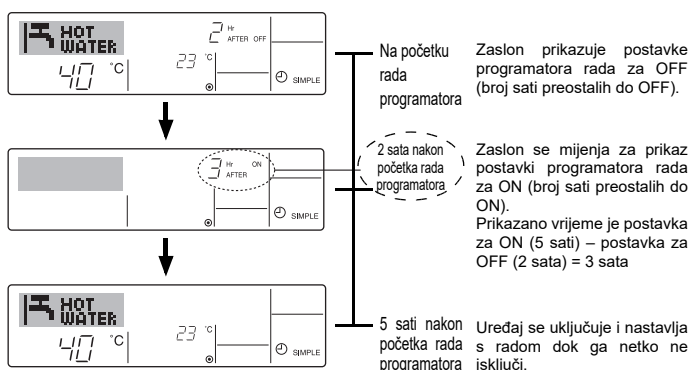 HOT
WATER
40 °C
2 Hr
AFTER OFF
23 °C
SIMPLE
Na početku
rada
programatora
Zaslon prikazuje postavke
programatora rada za OFF
(broj sati preostalih do OFF).
3 Hr ON
AFTER
SIMPLE
2 sata nakon
početka rada
programatora
Zaslon se mijenja za prikaz
postavki programatora rada
za ON (broj sati preostalih do
ON).
Prikazano vrijeme je postavka
za ON (5 sati) – postavka za
OFF (2 sata) = 3 sata
HOT
WATER
40 °C
23 °C
SIMPLE
5 sati nakon
početka rada
programatora
Uređaj se uključuje i nastavlja
s radom dok ga netko ne
isključi.